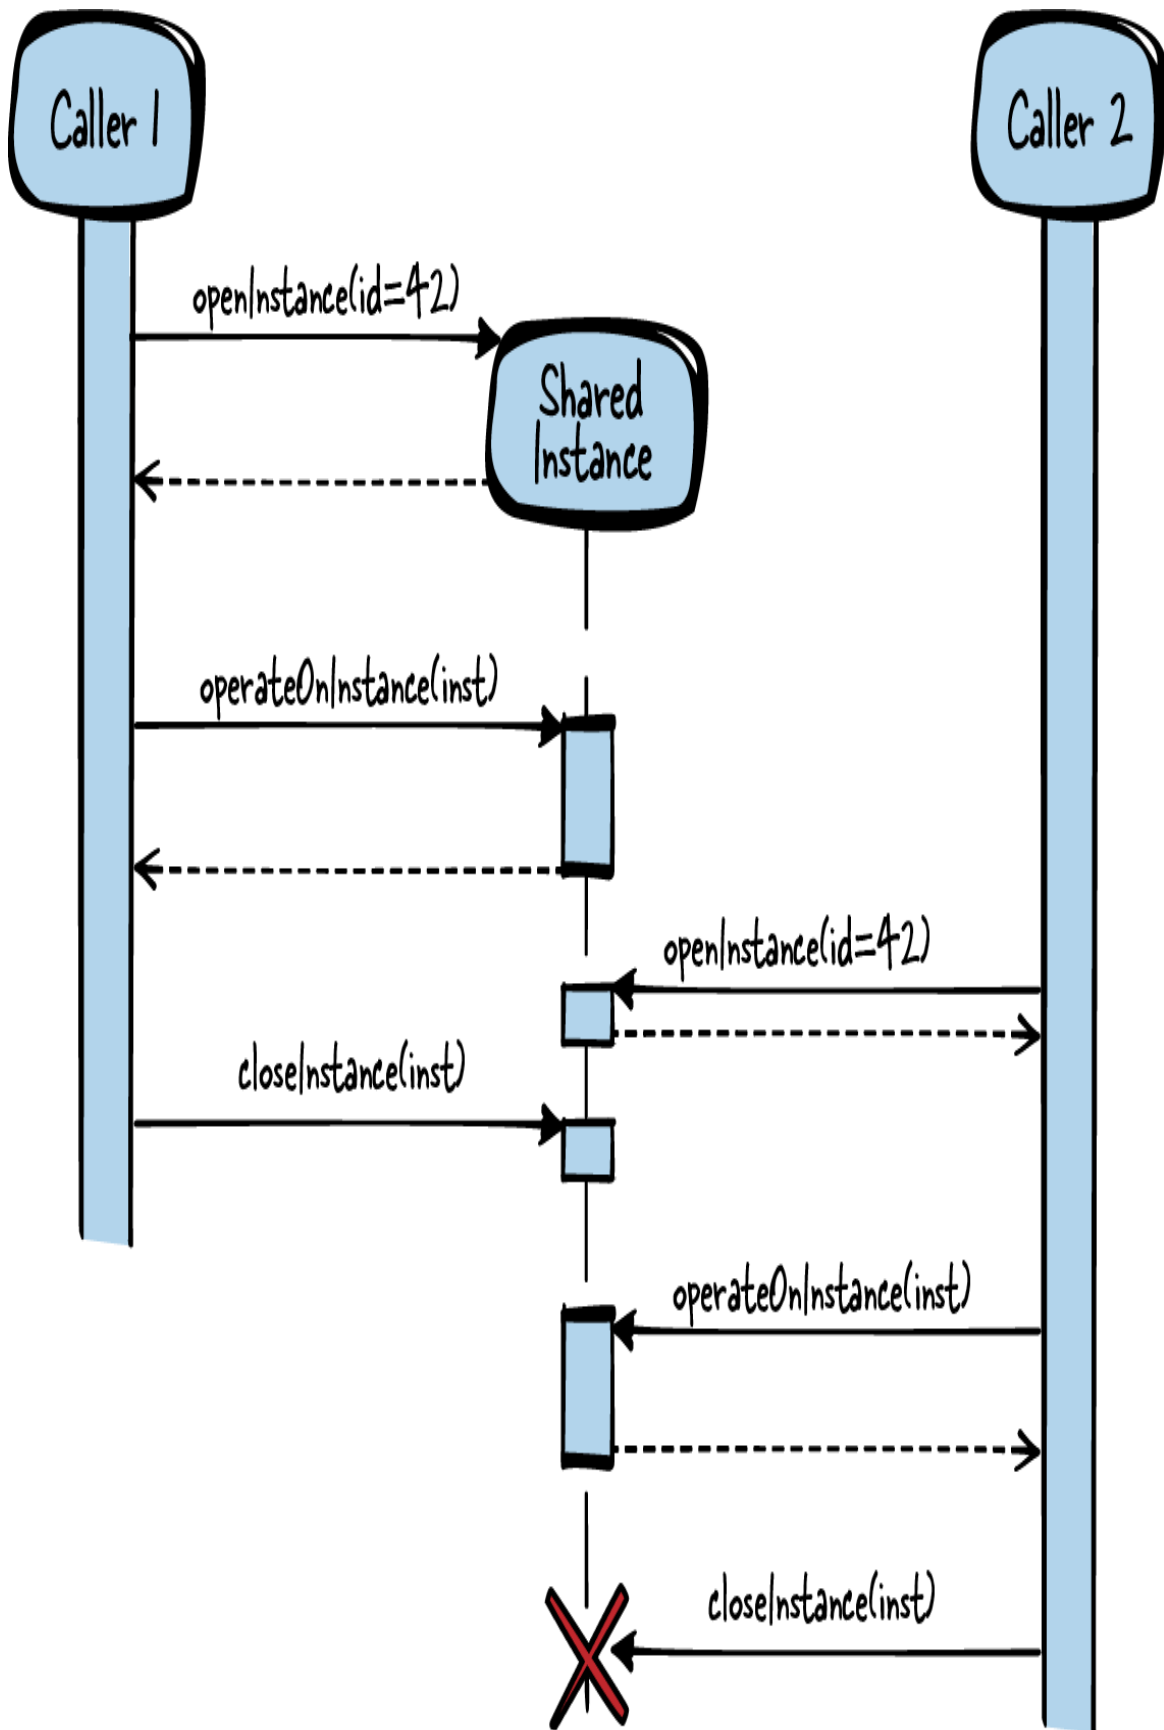 Caller 1
Caller 2
openInstance(id=42)
Shared
Instance
operateOnInstance(inst)
openInstance(id=42)
closeInstance(inst)
operateOnInstance(inst)
closeInstance(inst)